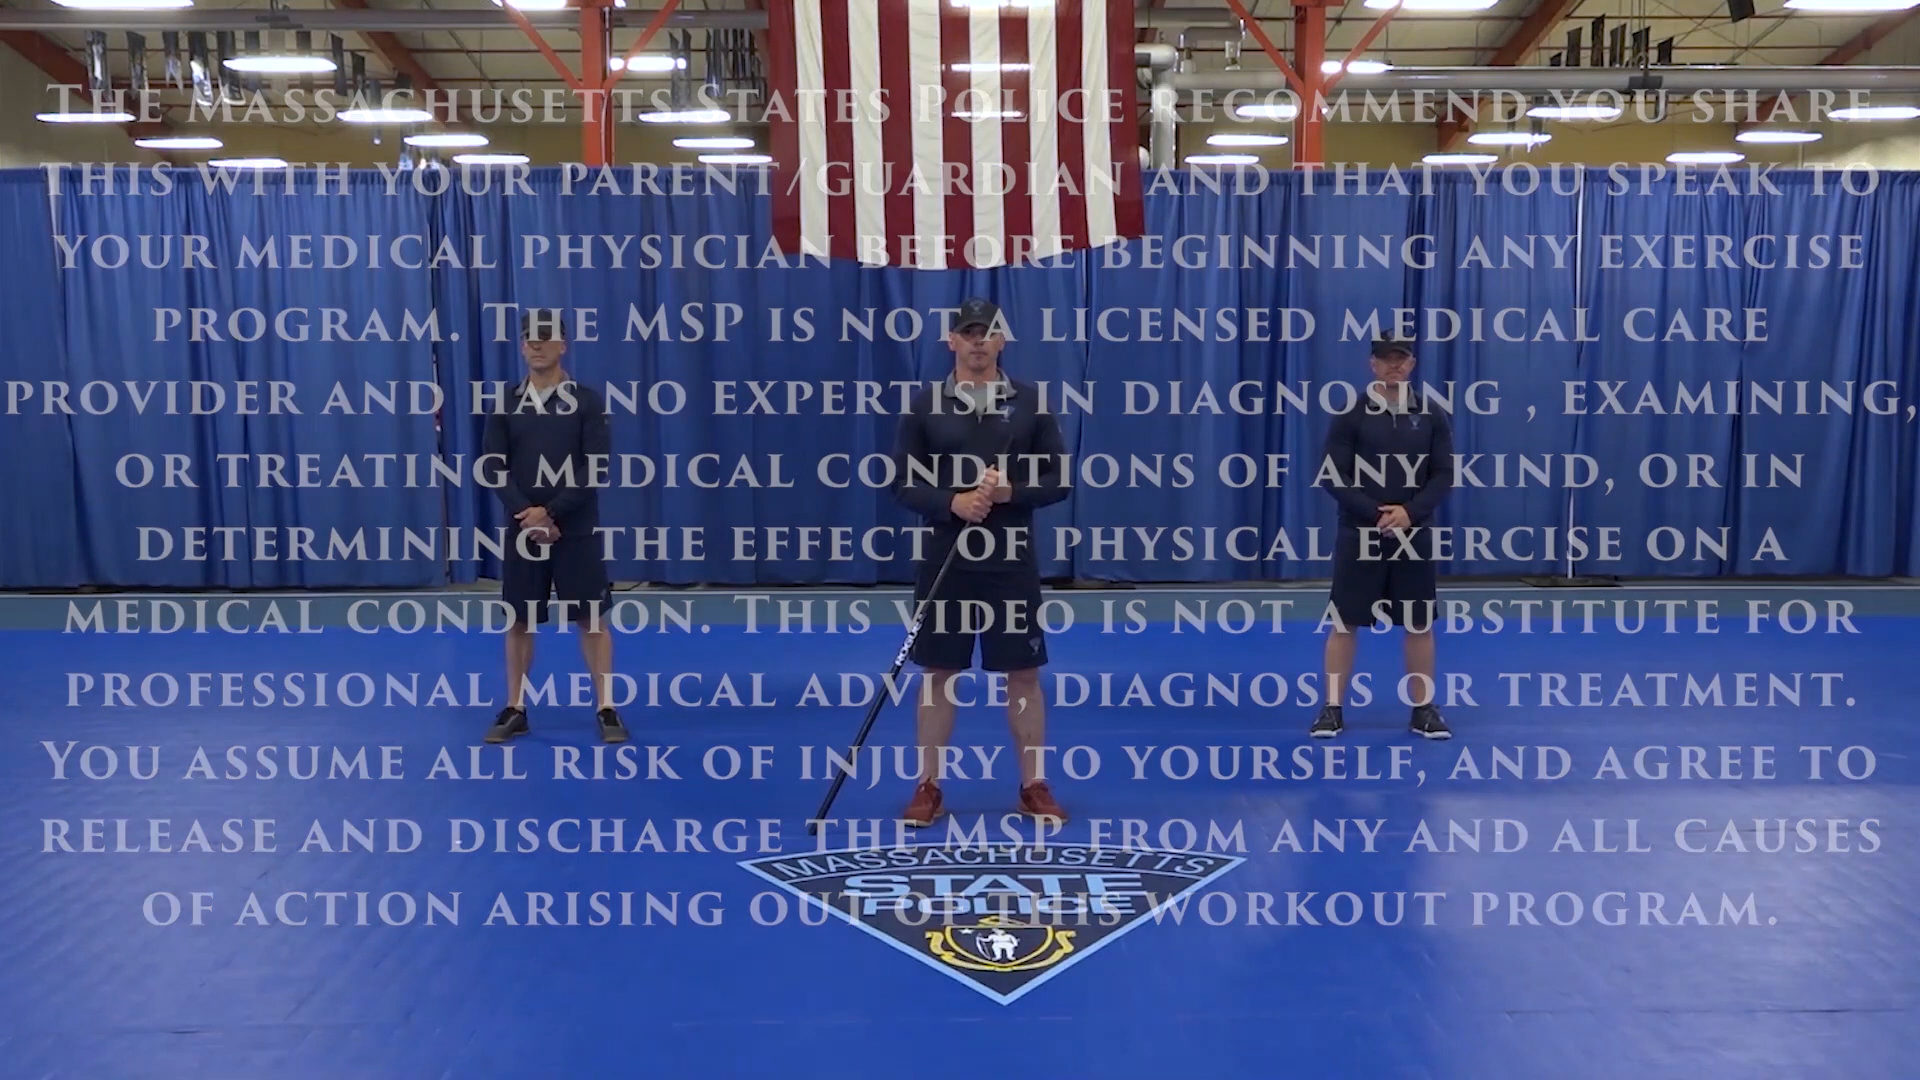 The Massachusetts States Police recommend you share
this with your parent/guardian and that you speak to
your medical physician before beginning any exercise
program. The MSP is not a licensed medical care
provider and has no expertise in diagnosing , examining,
or treating medical conditions of any kind, or in
determining the effect of physical exercise on a
medical condition. This video is not a substitute for
professional medical advice, diagnosis or treatment.
You assume all risk of injury to yourself, and agree to
release and discharge the MSP from any and all causes
of action arising out of this workout program.
ROGUE
MASSACHUSETTS
STATE
POLICE